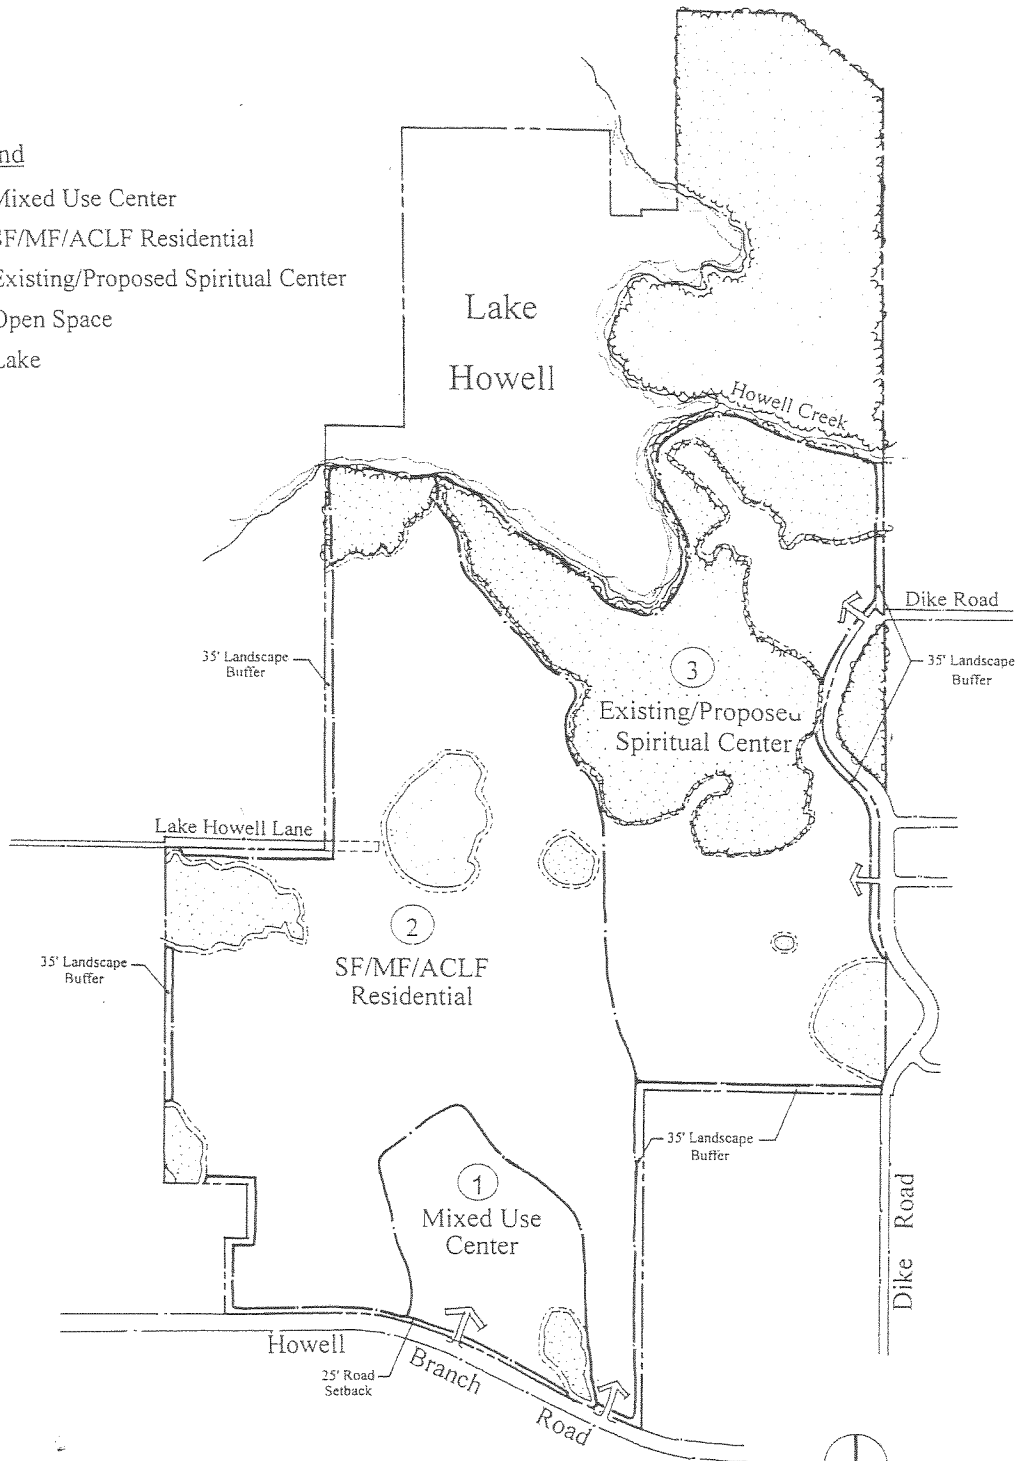 Mixed Use Center
SF/MF/ACLF Residential
Existing/Proposed Spiritual Center
Open Space
Lake
Lake
Howell
Howell Creek
Dike Road
35' Landscape
Buffer
35' Landscape
Buffer
3
Existing/Proposed
Spiritual Center
Lake Howell Lane
2
SF/MF/ACLF
Residential
35' Landscape
Buffer
35' Landscape
Buffer
1
Mixed Use
Center
Dike Road
Howell Branch Road
25' Road
Setback